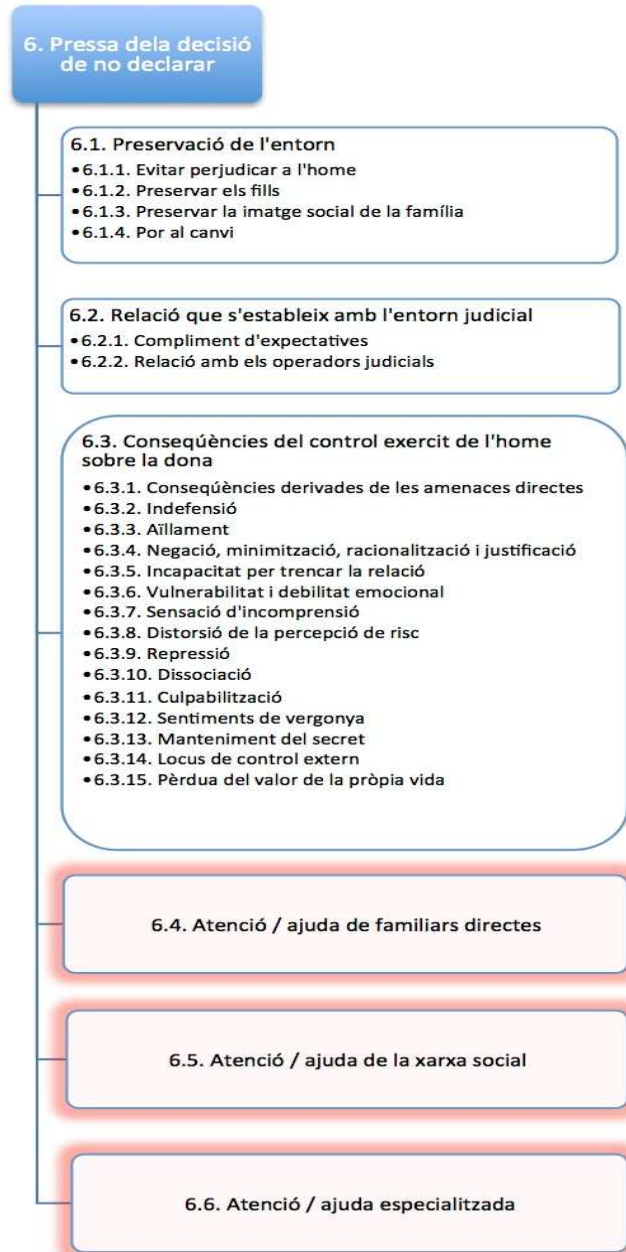 6. Pressa dela decisió
de no declarar
6.1. Preservació de l'entorn
•6.1.1. Evitar perjudicar a l'home
•6.1.2. Preservar els fills
•6.1.3. Preservar la imatge social de la família
•6.1.4. Por al canvi
6.2. Relació que s'estableix amb l'entorn judicial
•6.2.1. Compliment d'expectatives
•6.2.2. Relació amb els operadors judicials
6.3. Conseqúències del control exercit de l'home
sobre la dona
•6.3.1. Conseqúències derivades de les amenaces directes
•6.3.2. Indefensió
•6.3.3. Aïllament
•6.3.4. Negació, minimització, racionalització i justificació
•6.3.5. Incapacitat per trencar la relació
•6.3.6. Vulnerabilitat i debilitat emocional
•6.3.7. Sensació d'incomprensió
•6.3.8. Distorsió de la percepció de risc
•6.3.9. Repressió
•6.3.10. Dissociació
•6.3.11. Culpabilització
•6.3.12. Sentiments de vergonya
•6.3.13. Manteniment del secret
•6.3.14. Locus de control extern
•6.3.15. Pèrdua del valor de la pròpia vida
6.4. Atenció / ajuda de familiars directes
6.5. Atenció / ajuda de la xarxa social
6.6. Atenció / ajuda especialitzada